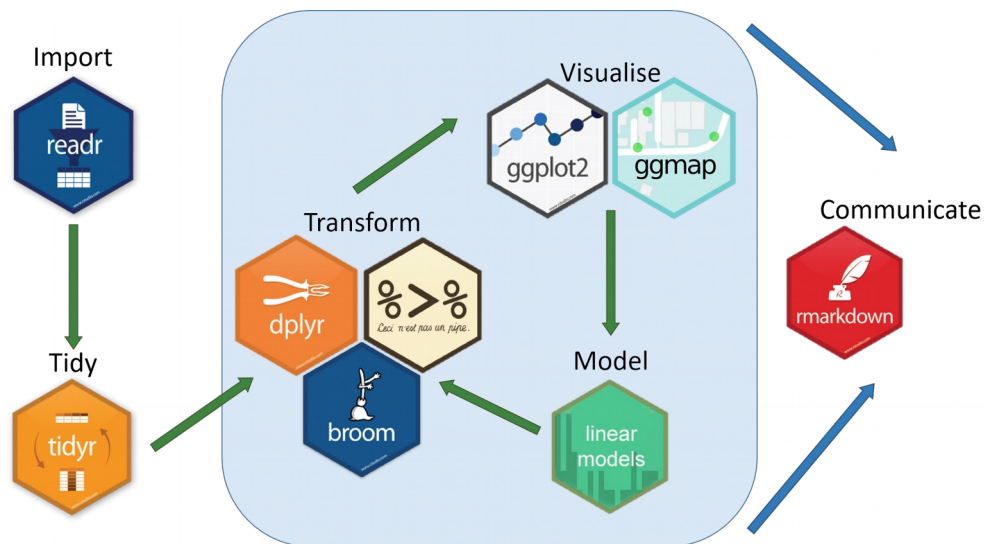 Import
readr
Tidy
tidyr
Transform
dplyr
%>%
Ceci n'est pas un pipe.
broom
Visualise
ggplot2
ggmap
Model
linear
models
Communicate
rmarkdown